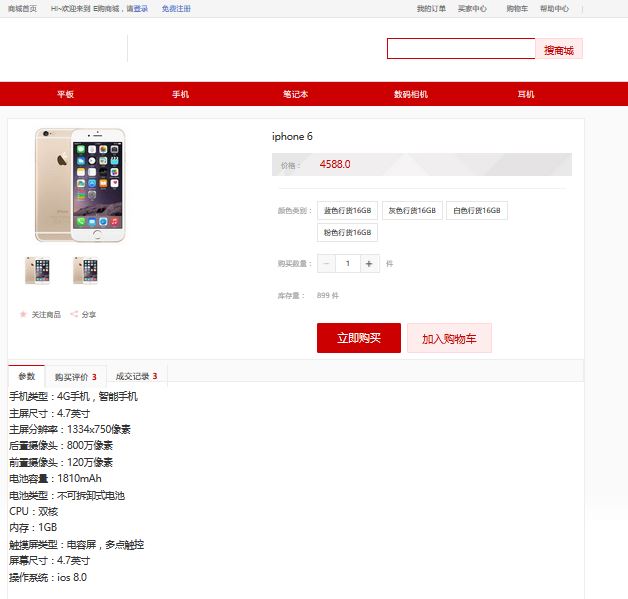 商城首页 HI~欢迎来到 E购商城，请登录 免费注册 我的订单 买家中心 购物车 帮助中心
搜商城
平板 手机 笔记本 数码相机 耳机
iphone 6
价格： 4588.0
颜色类别： 蓝色行货16GB 灰色行货16GB 白色行货16GB
粉色行货16GB
购买数量： － 1 + 件
库存量： 899 件
关注商品 分享
立即购买 加入购物车
参数 购买评价 3 成交记录 3
手机类型：4G手机，智能手机
主屏尺寸：4.7英寸
主屏分辨率：1334x750像素
后置摄像头：800万像素
前置摄像头：120万像素
电池容量：1810mAh
电池类型：不可拆卸式电池
CPU：双核
内存：1GB
触摸屏类型：电容屏，多点触控
屏幕尺寸：4.7英寸
操作系统：ios 8.0